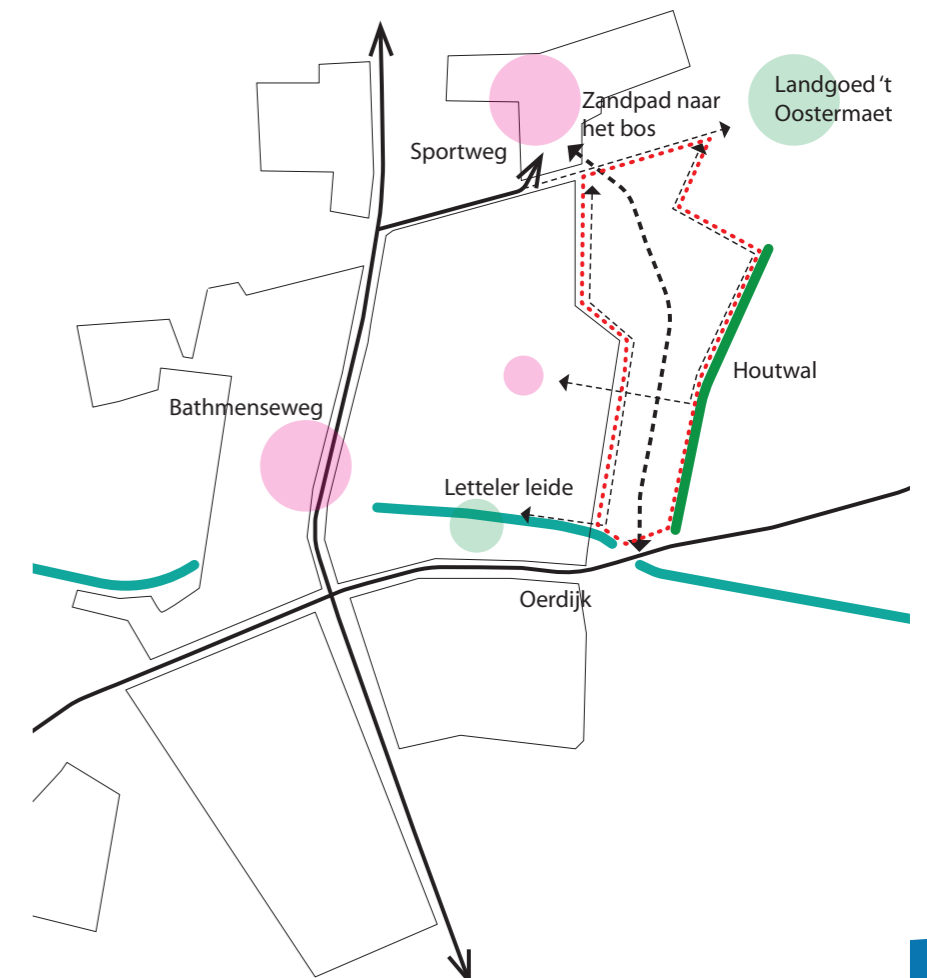 Landgoed ‘t
Oostermaet
Zandpad naar
het bos
Sportweg
Houtwal
Bathmenseweg
Letteler leide
Oerdijk